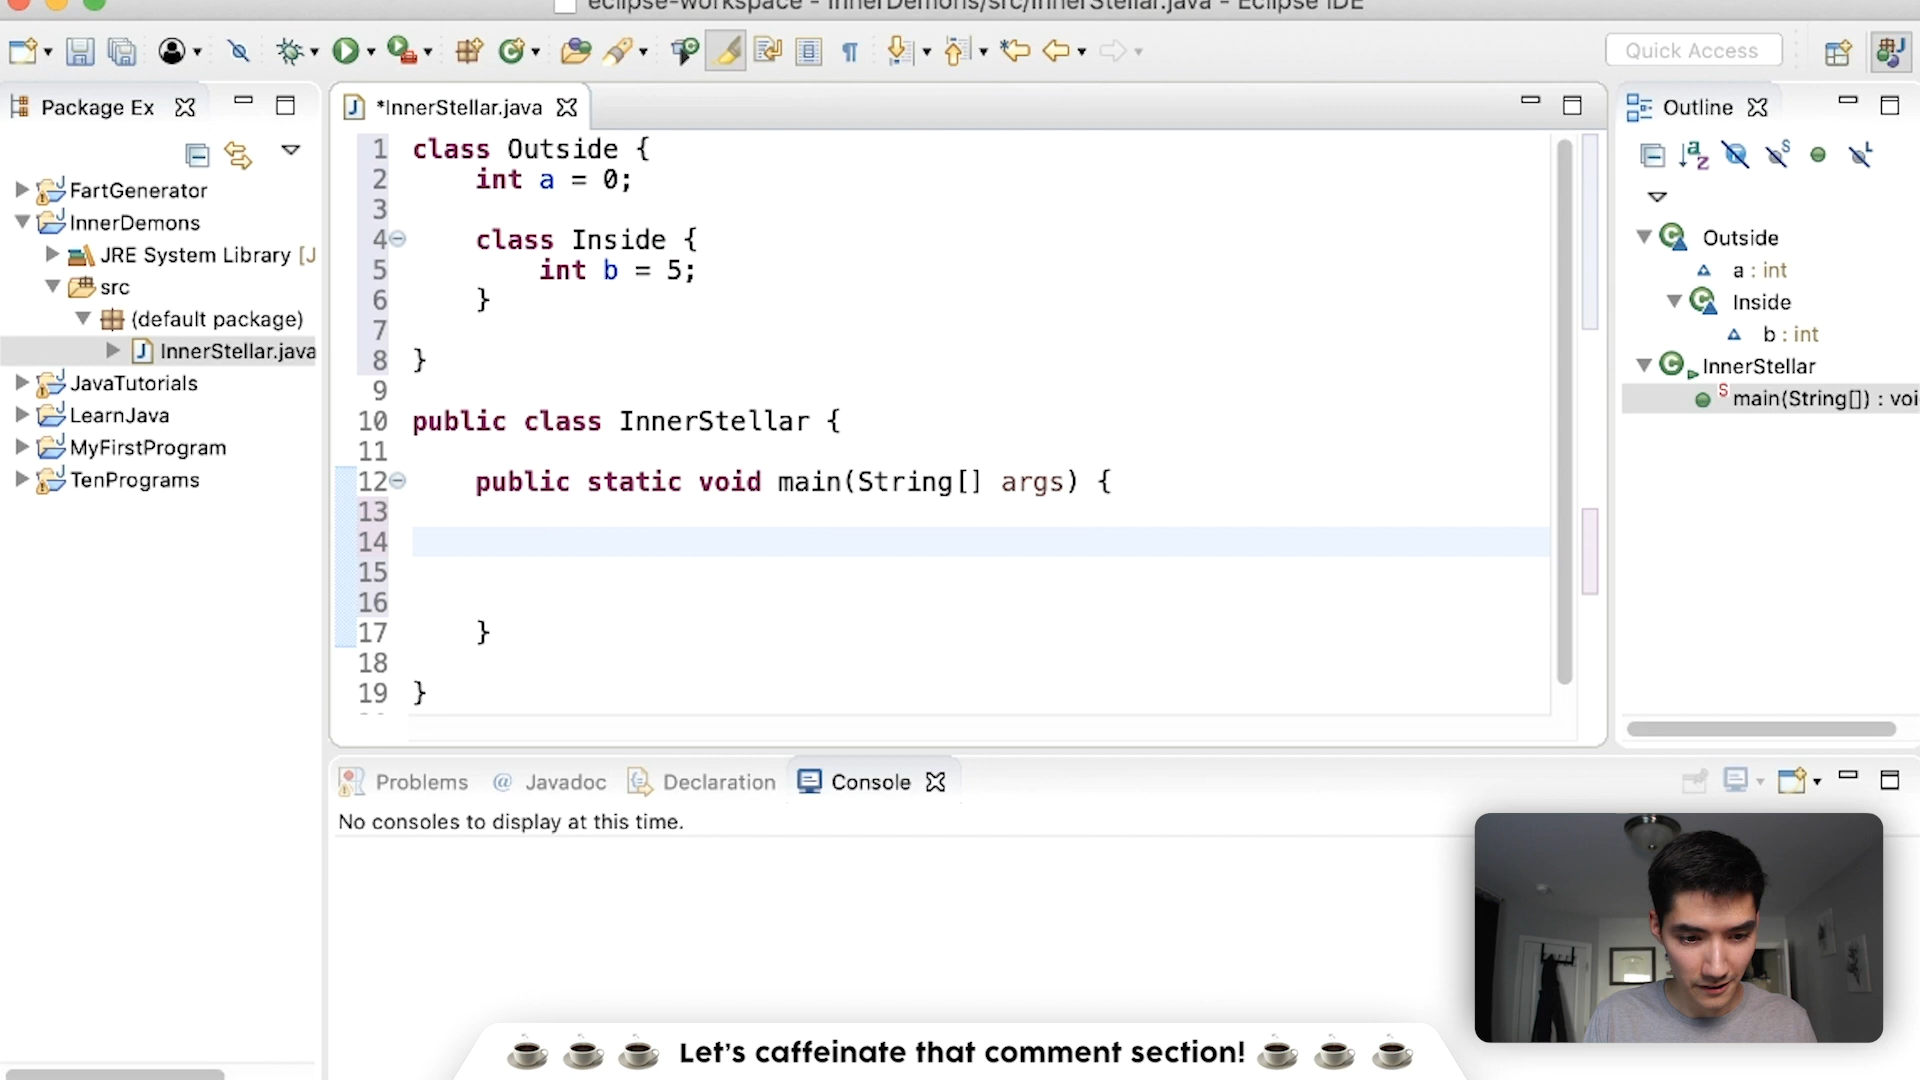 eclipse-workspace - InnerDemons/src/InnerStellar.java - Eclipse IDE
Quick Access
Package Ex
*InnerStellar.java
Outline
FartGenerator
InnerDemons
JRE System Library [J
src
(default package)
InnerStellar.java
JavaTutorials
LearnJava
MyFirstProgram
TenPrograms
1 class Outside {
2 int a = 0;
3
4 class Inside {
5 int b = 5;
6 }
7
8 }
9
10 public class InnerStellar {
11
12 public static void main(String[] args) {
13
14
15
16
17 }
18
19 }
Outside
a : int
Inside
b : int
InnerStellar
main(String[]) : voi
Problems @ Javadoc Declaration Console
No consoles to display at this time.
Let's caffeinate that comment section!